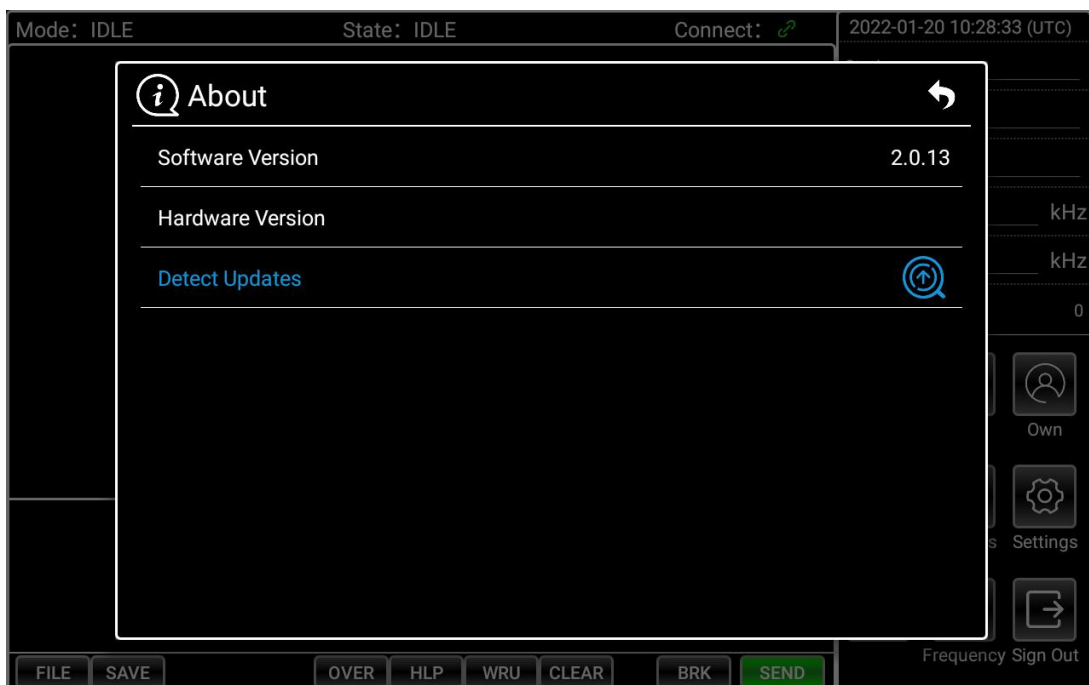 Mode: IDLE State: IDLE Connect: 2022-01-20 10:28:33 (UTC)
About
Software Version 2.0.13
Hardware Version
kHz
Detect Updates
kHz
0
Own
Settings
Frequency Sign Out
FILE SAVE OVER HLP WRU CLEAR BRK SEND